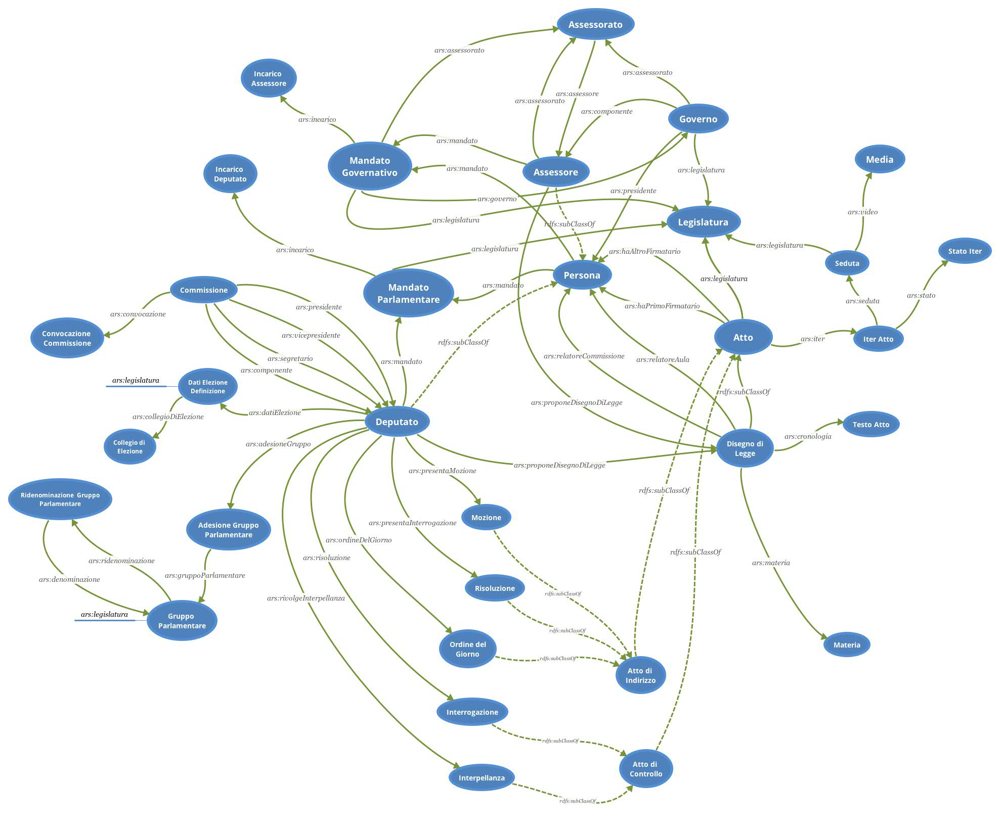 Assessorato
ars:assessorato
Incarico
Assessore
ars:assessorato
ars:assessore
ars:assessorato
ars:componente
Governo
ars:incarico
ars:mandato
Mandato
Governativo
Media
Incarico
Deputato
ars:mandato
Assessore
ars:legislatura
ars:presidente
ars:governo
ars:video
ars:legislatura
rdfs:subClassOf
Legislatura
ars:incarico
ars:legislatura
ars:haAltroFirmatario
ars:legislatura
Stato Iter
Seduta
Persona
ars:legislatura
Commissione
ars:mandato
Mandato
Parlamentare
ars:stato
ars:seduta
ars:presidente
ars:haPrimoFirmatario
ars:convocazione
Convocazione
Commissione
ars:vicepresidente
rdfs:subClassOf
Atto
ars:iter
Iter Atto
ars:segretario
ars:mandato
ars:relatoreCommissione
ars:relatoreAula
ars:componente
ars:legislatura
Dati Elezione
Definizione
rdfs:subClassOf
ars:proponeDisegnoDiLegge
ars:collegioDiElezione
ars:datiElezione
Deputato
Testo Atto
ars:cronologia
Collegio di
Elezione
ars:adesioneGruppo
Disegno di
Legge
ars:proponeDisegnoDiLegge
ars:presentaMozione
rdfs:subClassOf
Ridenominazione  Gruppo
Parlamentare
Mozione
Adesione Gruppo
Parlamentare
ars:presentaInterrogazione
ars:ordineDelGiorno
rdfs:subClassOf
ars:risoluzione
ars:ridenominazione
ars:materia
ars:denominazione
ars:gruppoParlamentare
Risoluzione
rdfs:subClassOf
ars:rivolgeInterpellanza
ars:legislatura
Gruppo
Parlamentare
rdfs:subClassOf
Ordine del
Giorno
Materia
rdfs:subClassOf
Atto di
Indirizzo
Interrogazione
rdfs:subClassOf
Atto di
Controllo
Interpellanza
rdfs:subClassOf